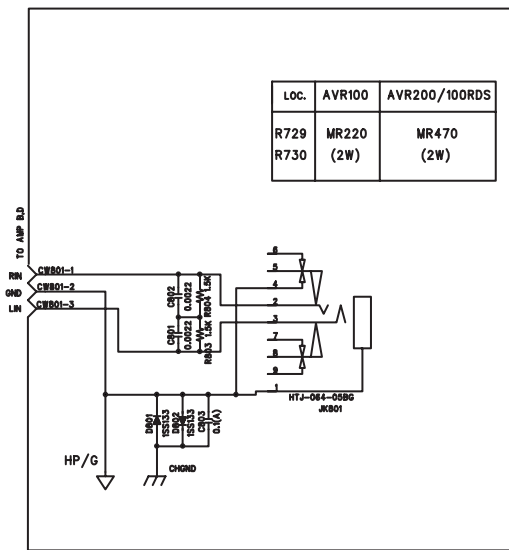 LOC. AVR100 AVR200/100RDS
R729 MR220 MR470
R730 (2W) (2W)
TO AMP B,D
RIN CW801-1
GND CW801-2
LIN CW801-3
C802
0.0022
R804 1.5K
C801
0.0022
R803 1.5K
6
5
4
2
3
7
8
9
1
HTJ-064-05BG
JK801
D801
1SS133
D802
1SS133
C803
0.1(A)
HP/G
CHGND